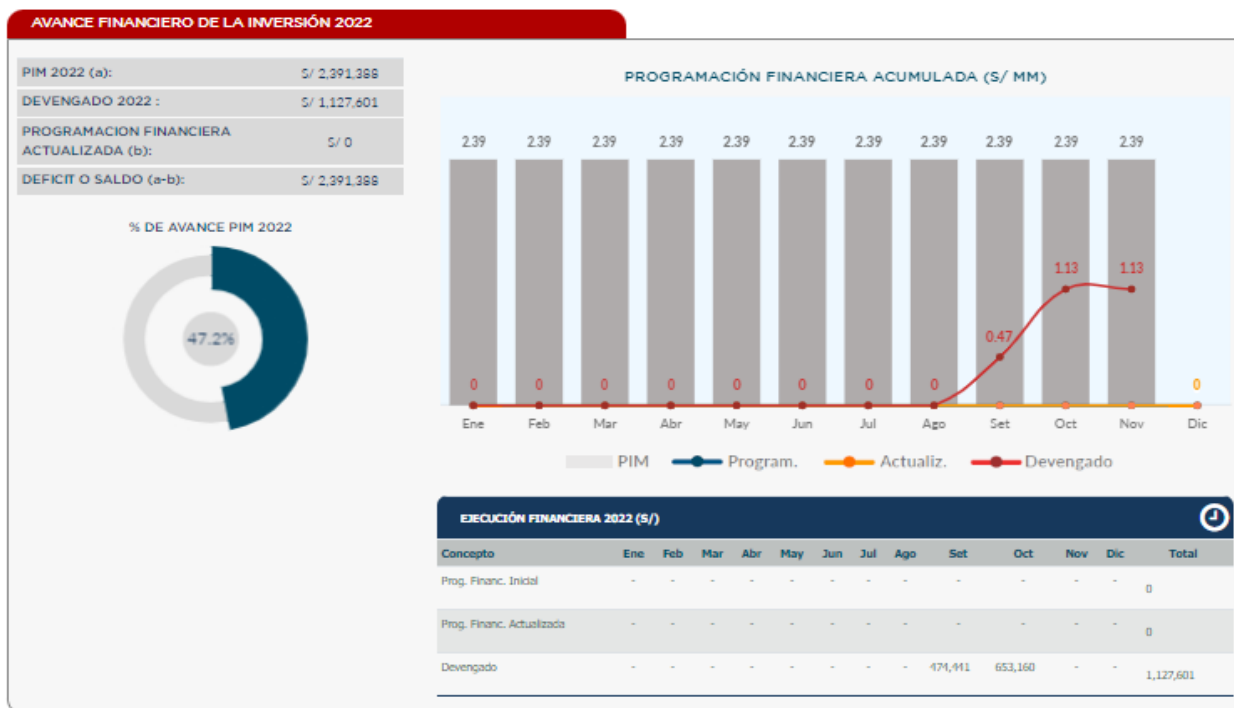 AVANCE FINANCIERO DE LA INVERSIÓN 2022
PIM 2022 (a): S/ 2,391,388
DEVENGADO 2022 : S/ 1,127,601
PROGRAMACION FINANCIERA
ACTUALIZADA (b): S/ 0
DEFICIT O SALDO (a-b): S/ 2,391,388
% DE AVANCE PIM 2022
47.2%
PROGRAMACIÓN FINANCIERA ACUMULADA (S/ MM)
2.39 2.39 2.39 2.39 2.39 2.39 2.39 2.39 2.39 2.39 2.39
1.13 1.13
0.47
0 0 0 0 0 0 0 0 0
Ene Feb Mar Abr May Jun Jul Ago Set Oct Nov Dic
PIM Program. Actualiz. Devengado
EJECUCIÓN FINANCIERA 2022 (S/)
Concepto Ene Feb Mar Abr May Jun Jul Ago Set Oct Nov Dic Total
Prog. Financ. Inicial - - - - - - - - - - - - 0
Prog. Financ. Actualizada - - - - - - - - - - - - 0
Devengado - - - - - - - - 474,441 653,160 - - 1,127,601